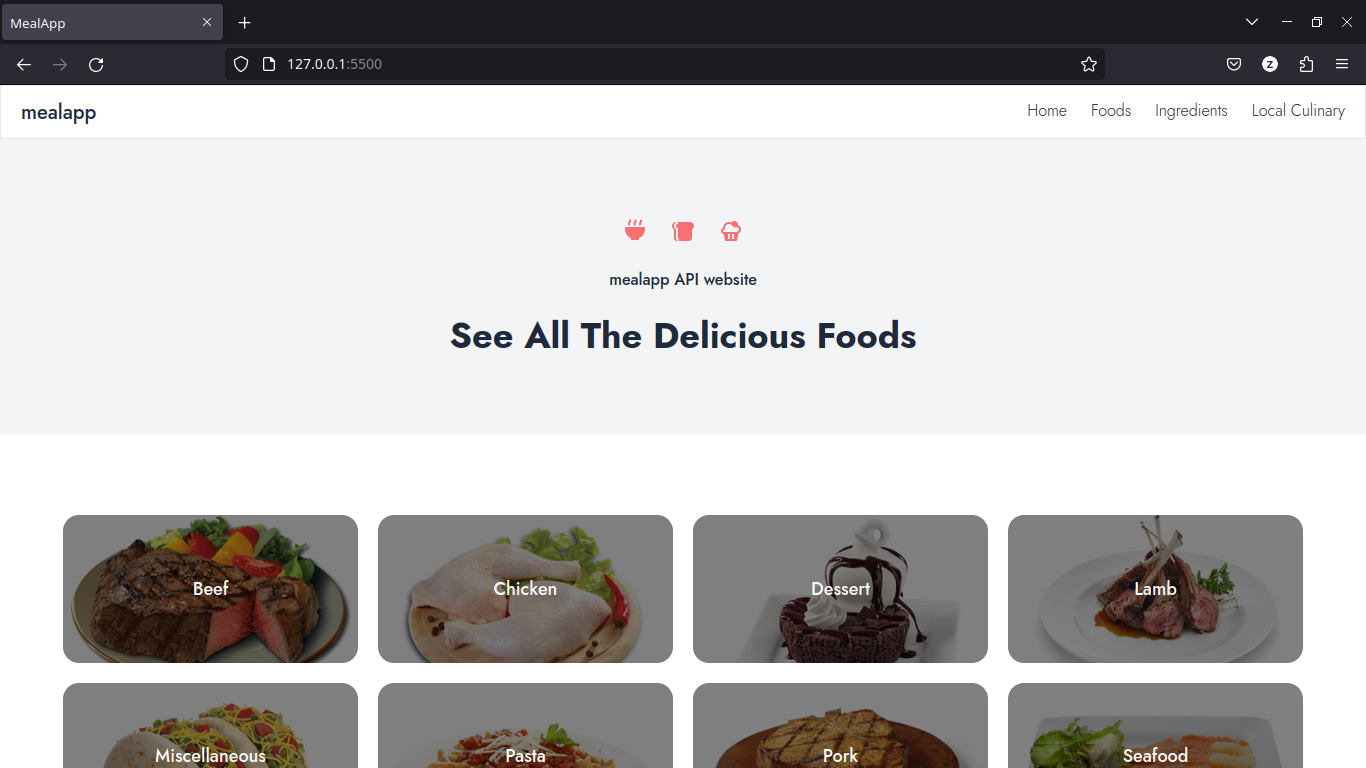 MealApp
127.0.0.1:5500
Z
mealapp
Home Foods Ingredients Local Culinary
mealapp API website
See All The Delicious Foods
Beef Chicken Dessert Lamb
Miscellaneous Pasta Pork Seafood